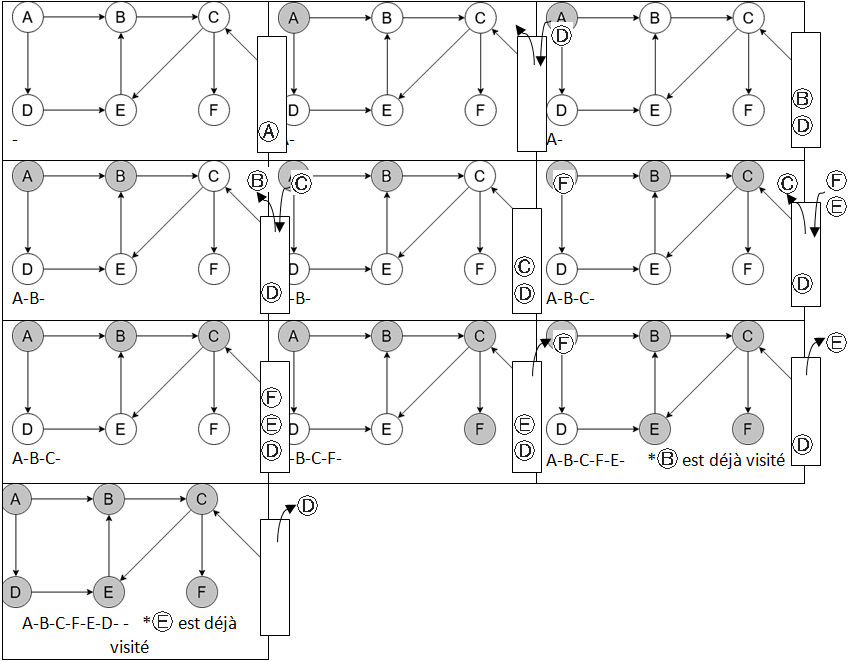 A B C
D E F
A
-
A B C
D E F
A-
A B C
D
D E F
B
D
A-
A B C
D E F
B C
D
A-B-
B C
D E F
C
D
-B-
F B C
D E F
C F
E
D
A-B-C-
A B C
D E F
F
E
D
A-B-C-
A B C
D E F
E
D
-B-C-F-
F B C
D E F
E
D
A-B-C-F-E- *B est déjà visité
A B C
D E F
D
A-B-C-F-E-D- - *E est déjà
visité